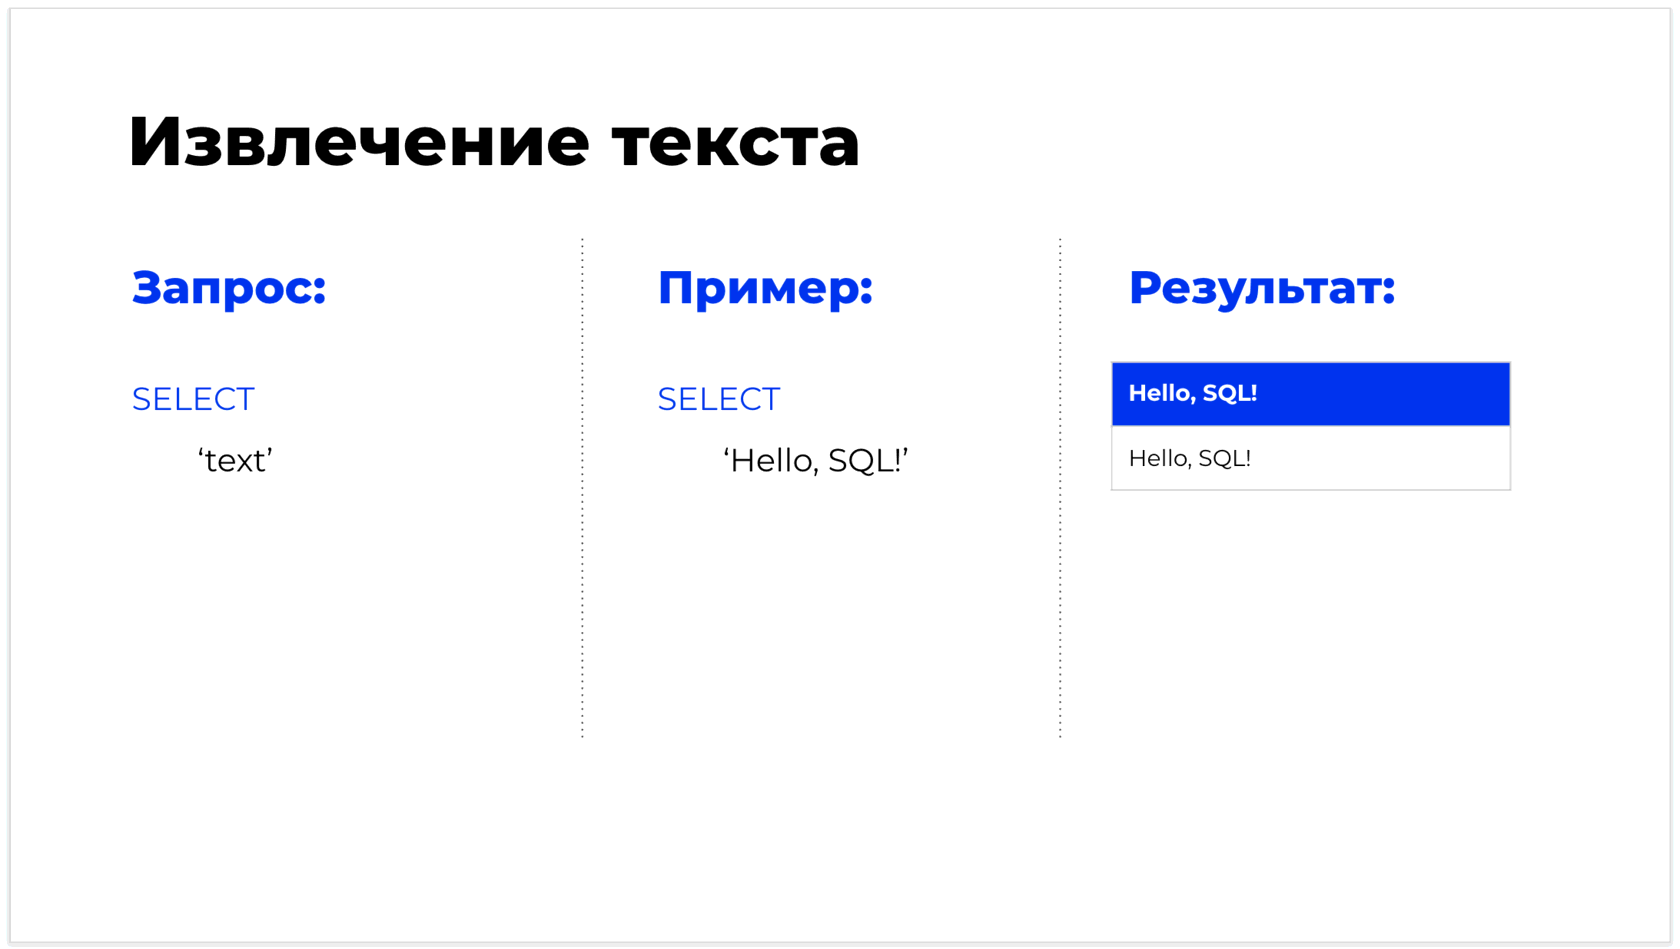 Извлечение текста
Запрос:
SELECT
‘text’
Пример:
SELECT
‘Hello, SQL!’
Результат:
Hello, SQL!
Hello, SQL!